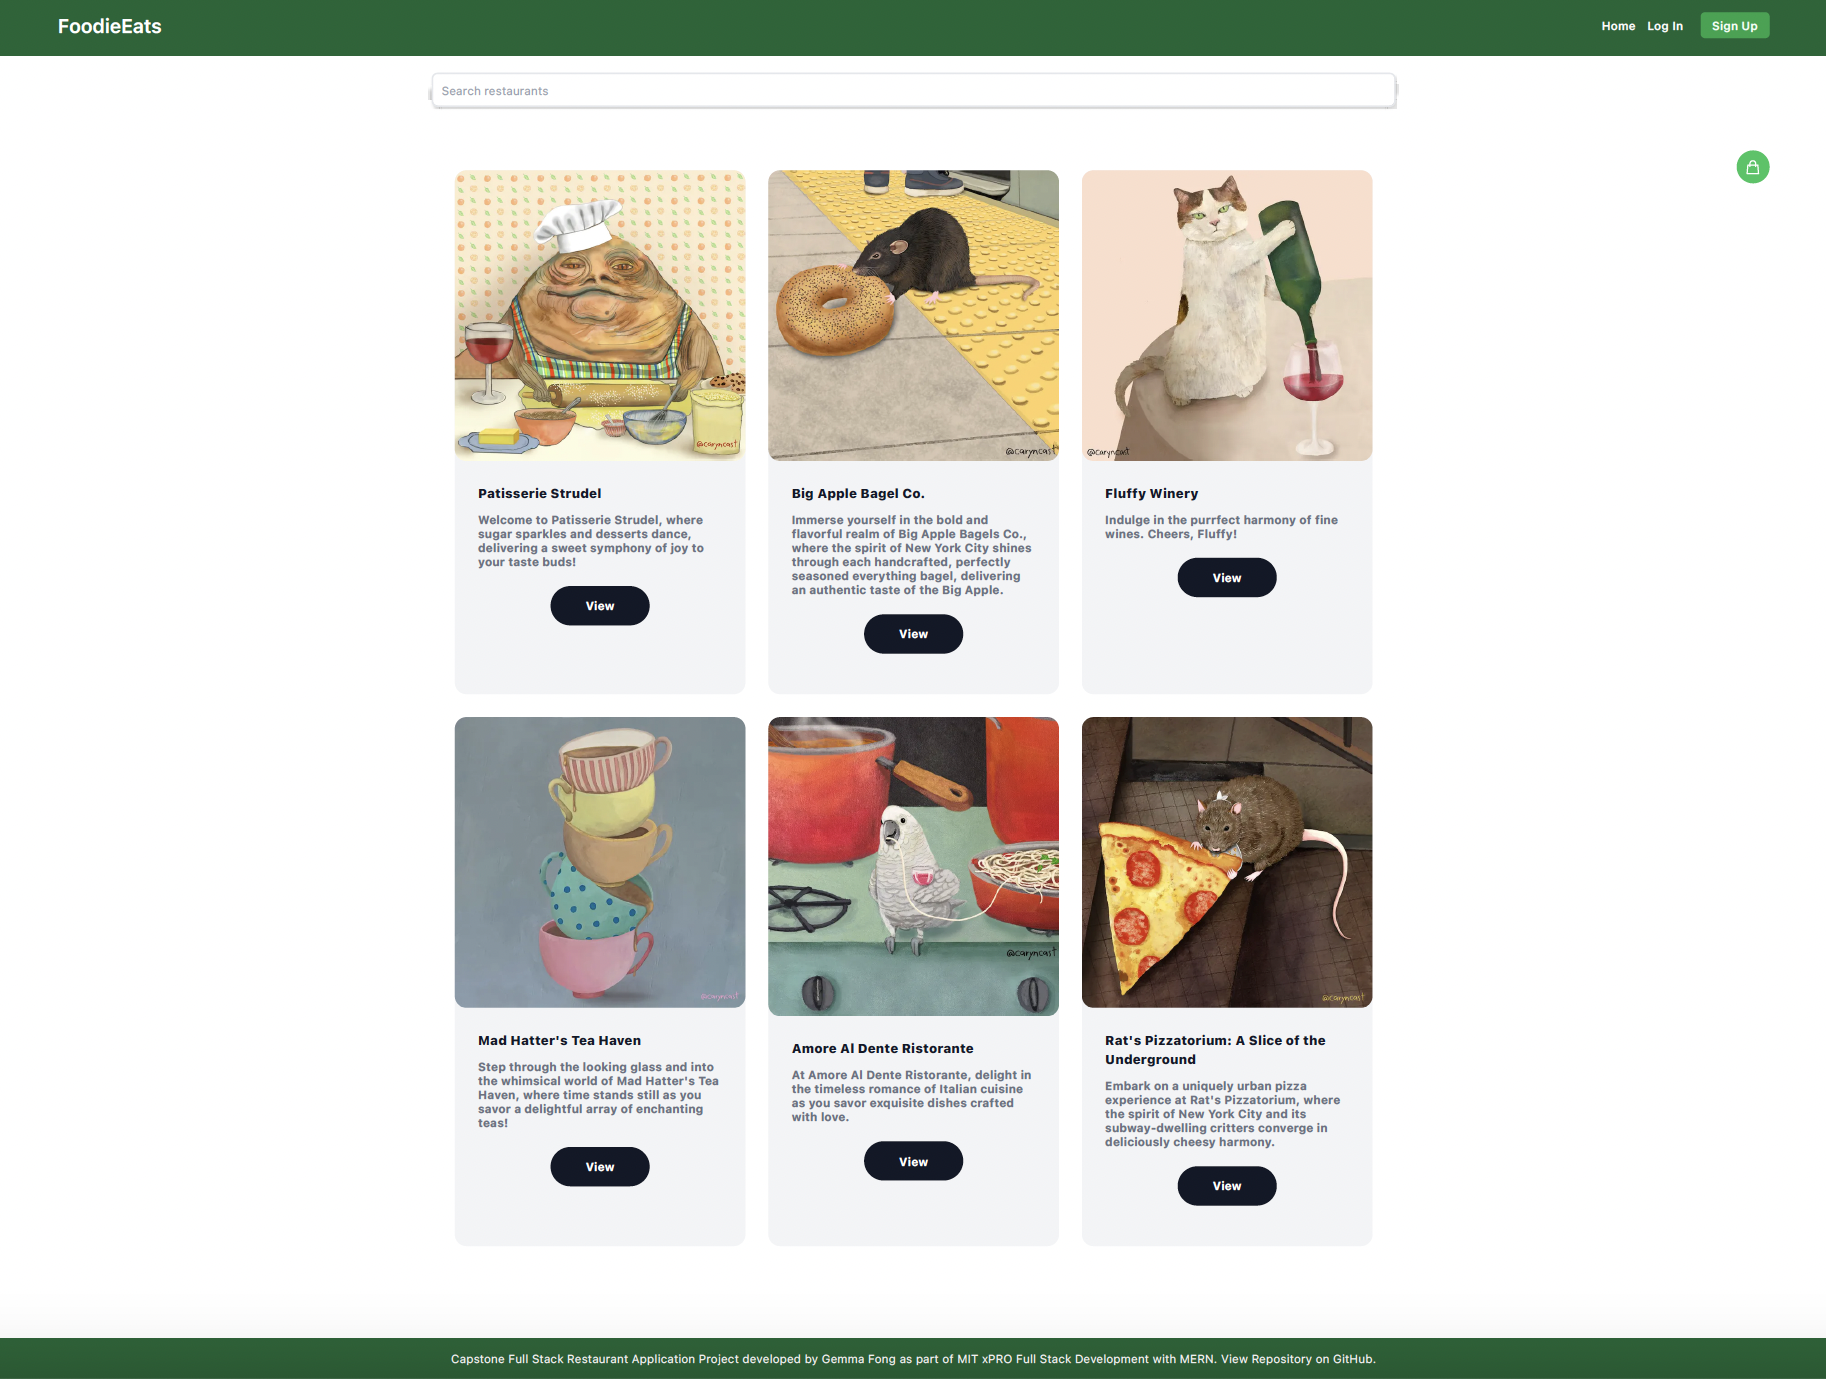 FoodieEats
Home
Log In
Sign Up
Search restaurants
@caryncast
@caryncast
@caryncast
Patisserie Strudel
Welcome to Patisserie Strudel, where
sugar sparkles and desserts dance,
delivering a sweet symphony of joy to
your taste buds!
View
Big Apple Bagel Co.
Immerse yourself in the bold and
flavorful realm of Big Apple Bagels Co.,
where the spirit of New York City shines
through each handcrafted, perfectly
seasoned everything bagel, delivering
an authentic taste of the Big Apple.
View
Fluffy Winery
Indulge in the purrfect harmony of fine
wines. Cheers, Fluffy!
View
@caryncast
@caryncast
@caryncast
Mad Hatter's Tea Haven
Step through the looking glass and into
the whimsical world of Mad Hatter's Tea
Haven, where time stands still as you
savor a delightful array of enchanting
teas!
View
Amore Al Dente Ristorante
At Amore Al Dente Ristorante, delight in
the timeless romance of Italian cuisine
as you savor exquisite dishes crafted
with love.
View
Rat's Pizzatorium: A Slice of the
Underground
Embark on a uniquely urban pizza
experience at Rat's Pizzatorium, where
the spirit of New York City and its
subway-dwelling critters converge in
deliciously cheesy harmony.
View
Capstone Full Stack Restaurant Application Project developed by Gemma Fong as part of MIT xPRO Full Stack Development with MERN. View Repository on GitHub.